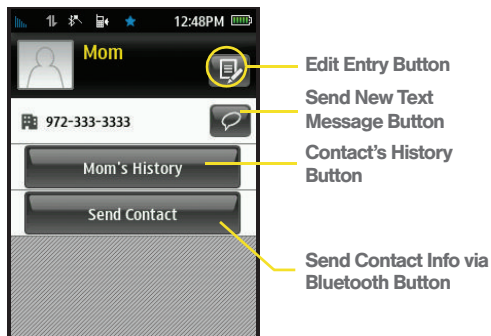 12:48PM
Mom
Edit Entry Button
Send New Text
Message Button
972-333-3333
Contact's History
Button
Mom's History
Send Contact
Send Contact Info via
Bluetooth Button